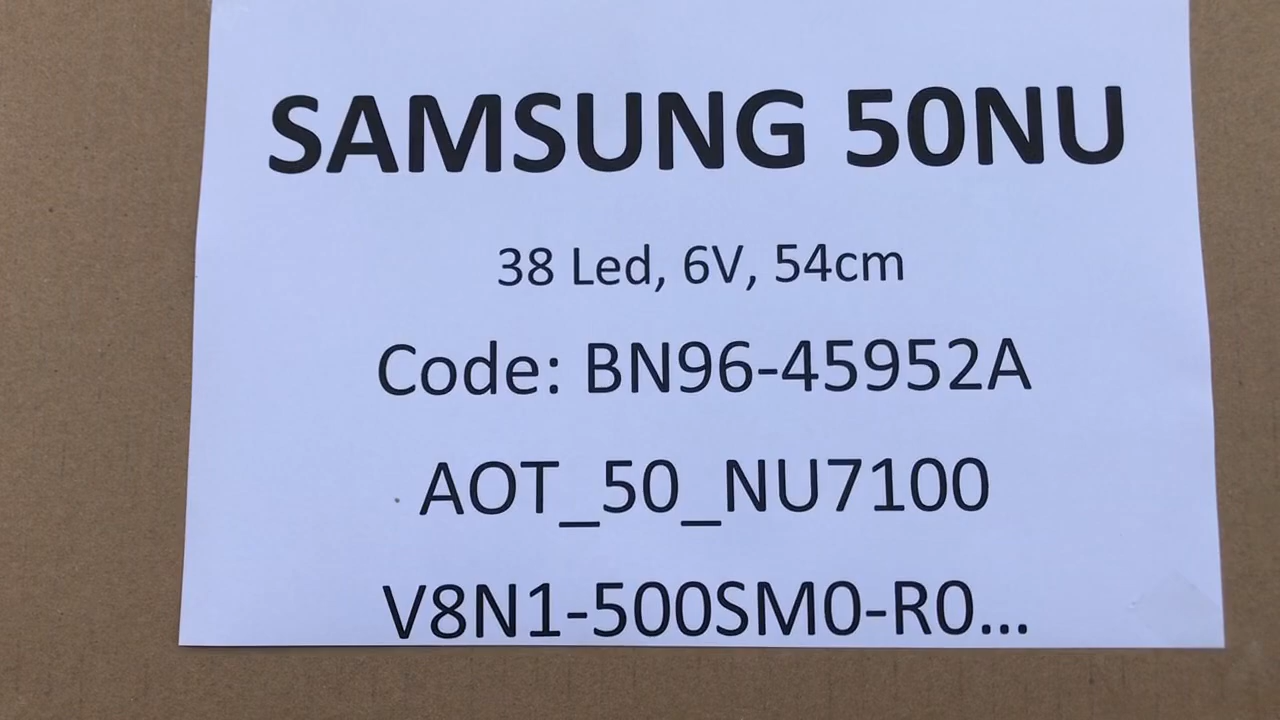 SAMSUNG 50NU
38 Led, 6V, 54cm
Code: BN96-45952A
AOT_50_NU7100
V8N1-500SM0-R0...